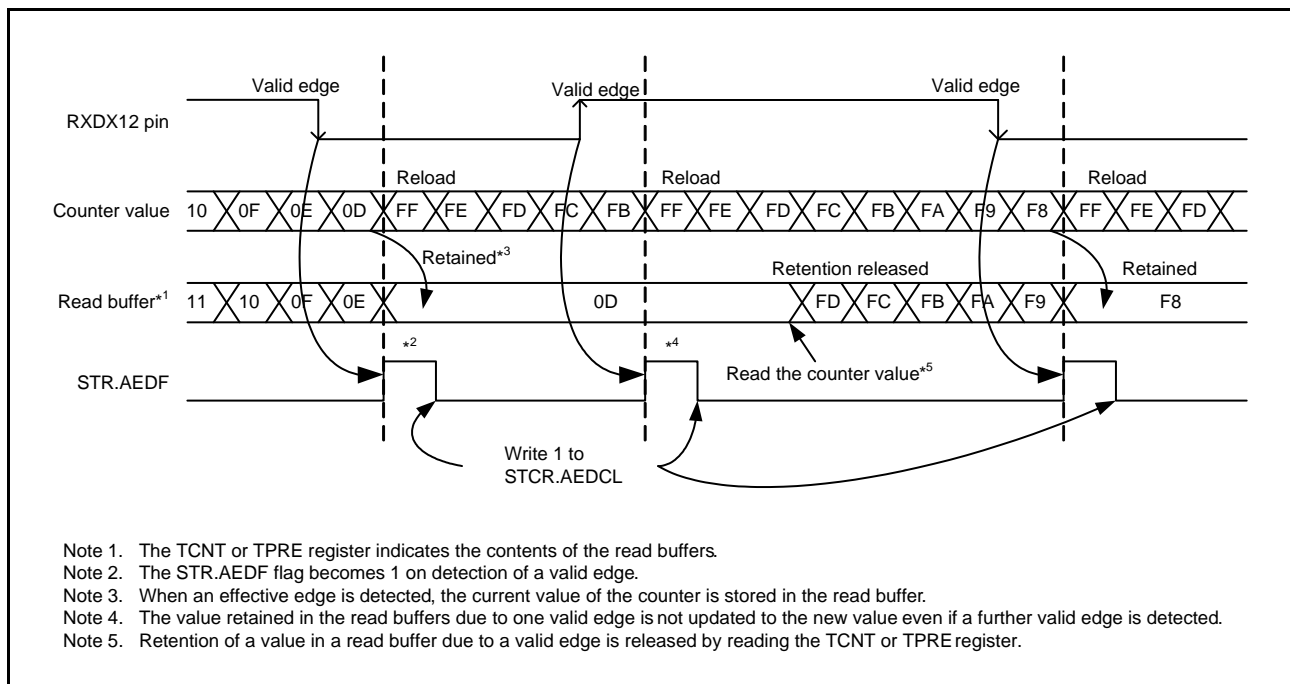 Valid edge Valid edge Valid edge
RXDX12 pin
Reload Reload Reload
Counter value 10 0F 0E 0D FF FE FD FC FB FF FE FD FC FB FA F9 F8 FF FE FD
Retained*3 Retention released Retained
Read buffer*1 11 10 0F 0E 0D FD FC FB FA F9 F8
*2 *4
STR.AEDF Read the counter value*5
Write 1 to
STCR.AEDCL
Note 1. The TCNT or TPRE register indicates the contents of the read buffers.
Note 2. The STR.AEDF flag becomes 1 on detection of a valid edge.
Note 3. When an effective edge is detected, the current value of the counter is stored in the read buffer.
Note 4. The value retained in the read buffers due to one valid edge is not updated to the new value even if a further valid edge is detected.
Note 5. Retention of a value in a read buffer due to a valid edge is released by reading the TCNT or TPRE register.